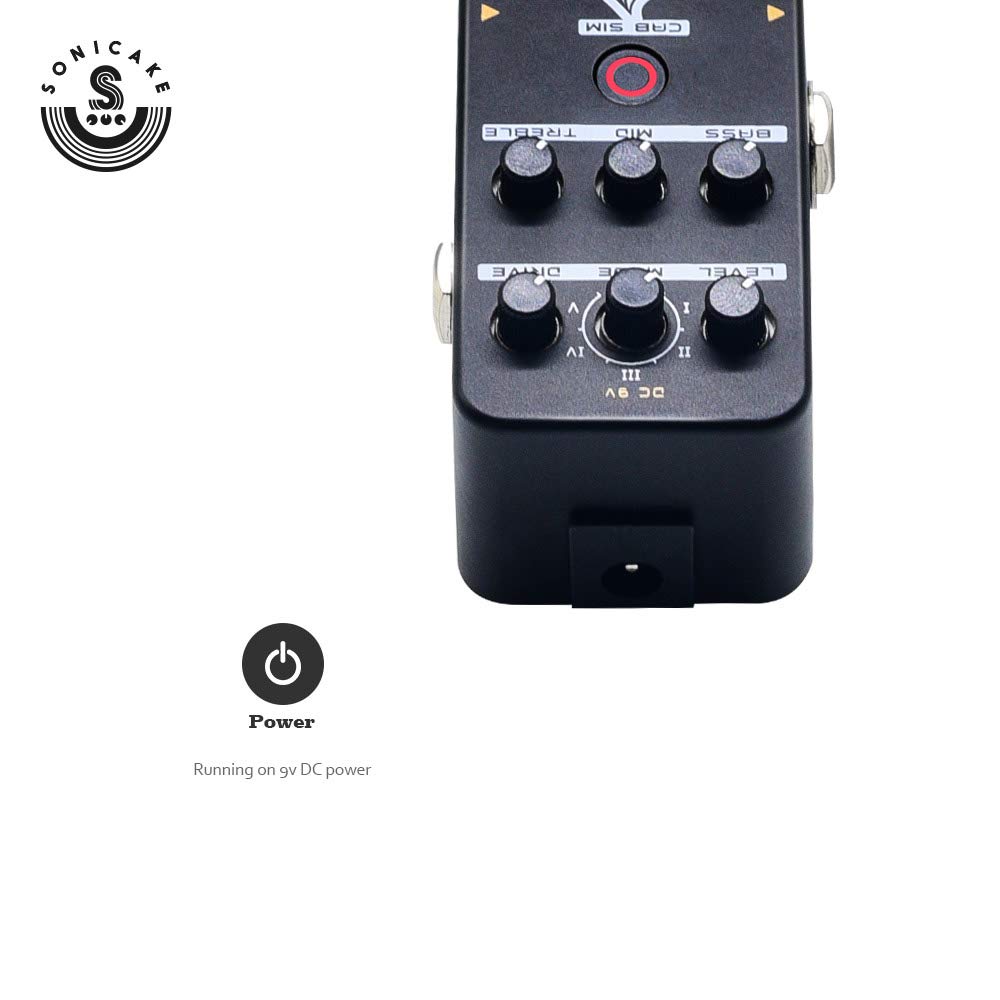 SONICAKE
S
CAB SIM
TREBLE MID BASS
DRIVE MODE LEVEL
V I
IV II
III
DC 9V
Power
Running on 9v DC power